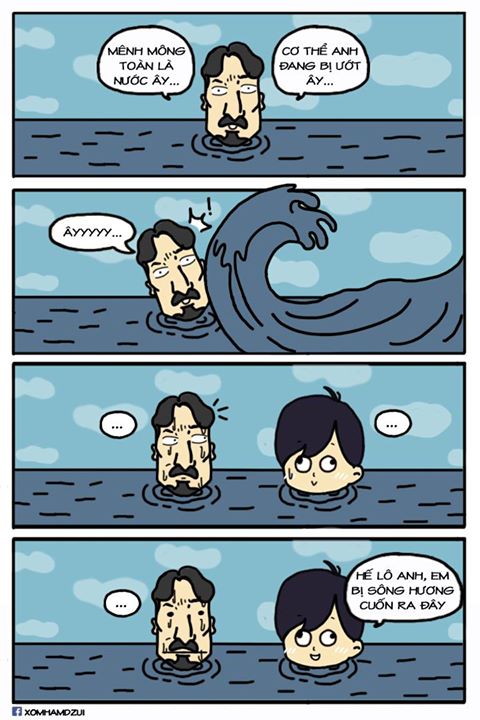 MÊNH MÔNG
TOÀN LÀ
NƯỚC ÂY...
CƠ THỂ ANH
ĐANG BỊ ƯỚT
ÂY...
ÂYYYYY...
!
...
...
...
HẾ LÔ ANH, EM
BỊ SÔNG HƯƠNG
CUỐN RA ĐÂY
f XOMHAMDZUI